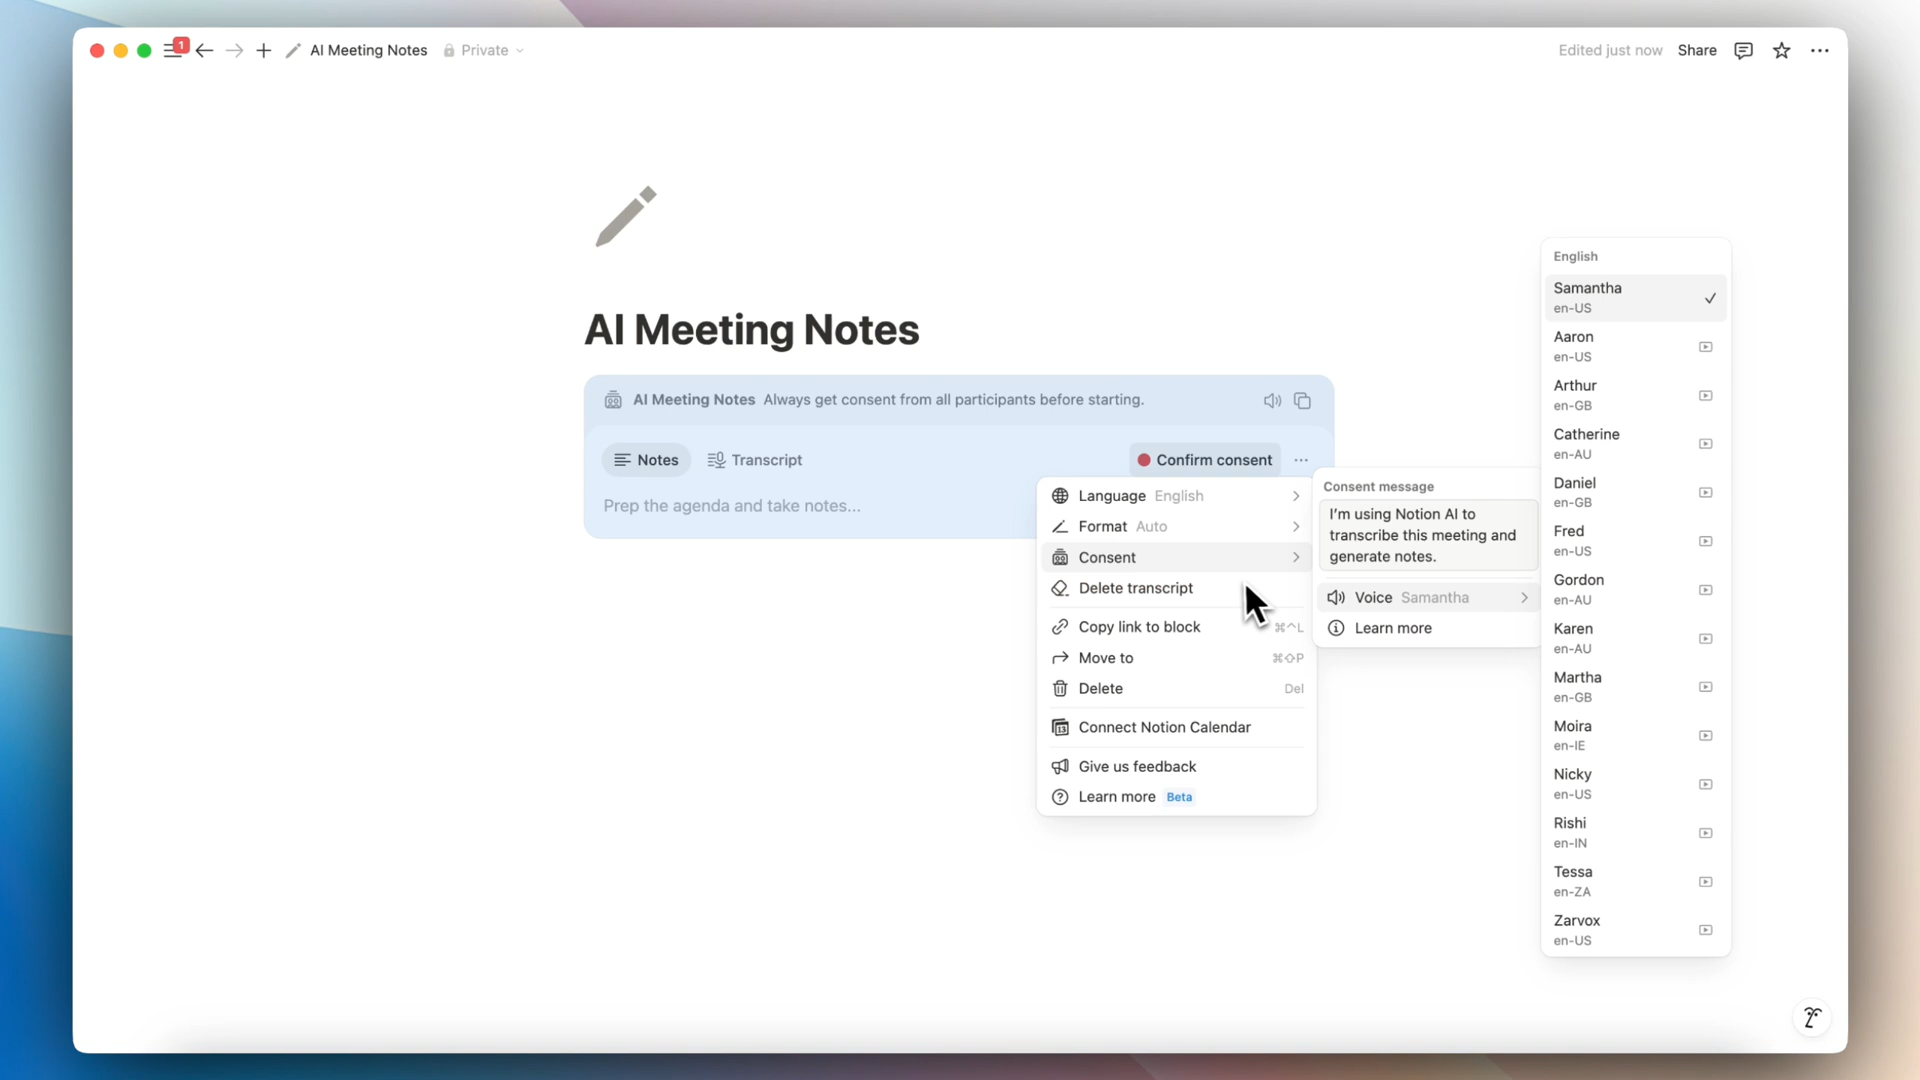 1
AI Meeting Notes Private
Edited just now Share
AI Meeting Notes
AI Meeting Notes Always get consent from all participants before starting.
Notes Transcript Confirm consent
Prep the agenda and take notes...
Language English
Format Auto
Consent
Delete transcript
Copy link to block ⌘^L
Move to ⌘⇧P
Delete Del
13 Connect Notion Calendar
Give us feedback
Learn more Beta
Consent message
I'm using Notion AI to
transcribe this meeting and
generate notes.
Voice Samantha
Learn more
English
Samantha
en-US
Aaron
en-US
Arthur
en-GB
Catherine
en-AU
Daniel
en-GB
Fred
en-US
Gordon
en-AU
Karen
en-AU
Martha
en-GB
Moira
en-IE
Nicky
en-US
Rishi
en-IN
Tessa
en-ZA
Zarvox
en-US